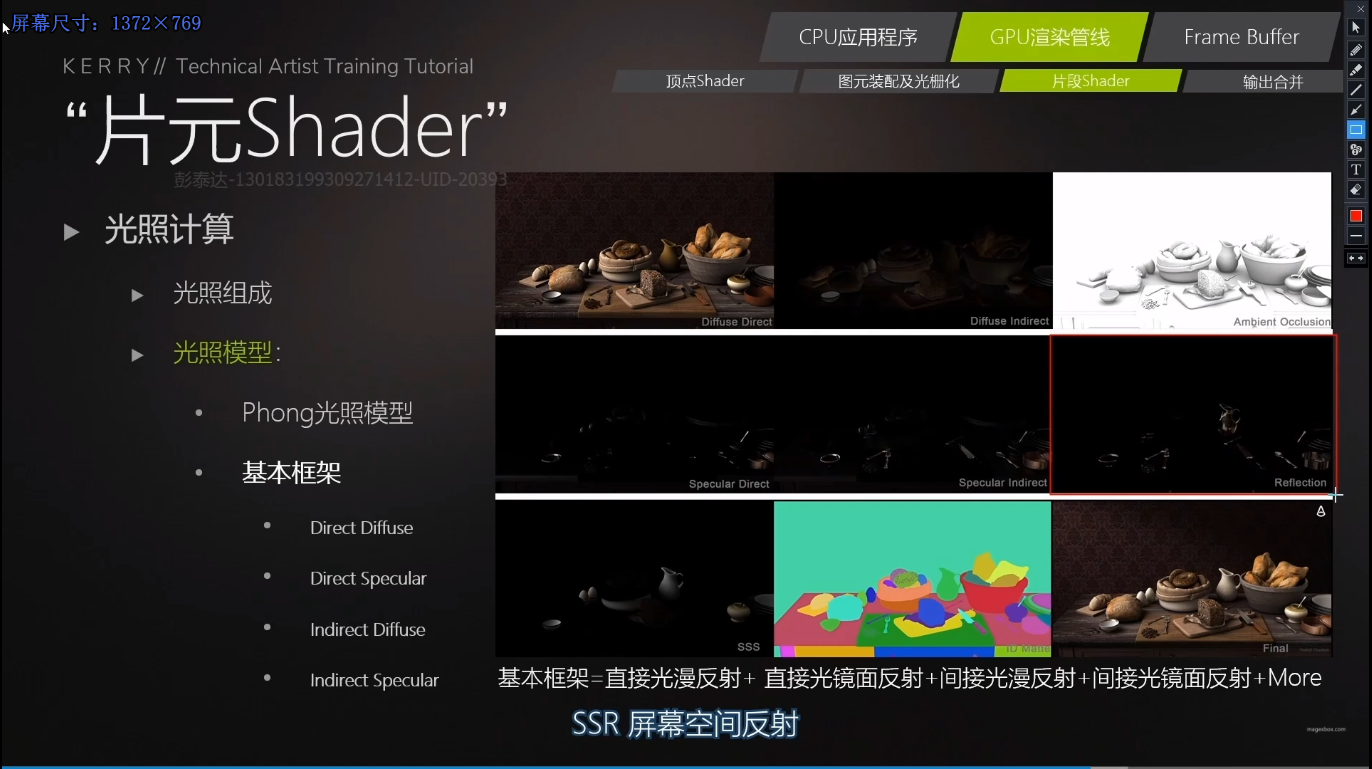 屏幕尺寸：1372×769
CPU应用程序
GPU渲染管线
Frame Buffer
KERRY// Technical Artist Training Tutorial
顶点Shader
图元装配及光栅化
片段Shader
输出合并
“片元Shader”
彭泰达-130183199309271412-UID-20393
光照计算
光照组成
光照模型：
Phong光照模型
基本框架
Direct Diffuse
Direct Specular
Indirect Diffuse
Indirect Specular
Diffuse Direct
Diffuse Indirect
Ambient Occlusion
Specular Direct
Specular Indirect
Reflection
SSS
ID Matte
Final
基本框架=直接光漫反射+ 直接光镜面反射+间接光漫反射+间接光镜面反射+More
SSR 屏幕空间反射
T